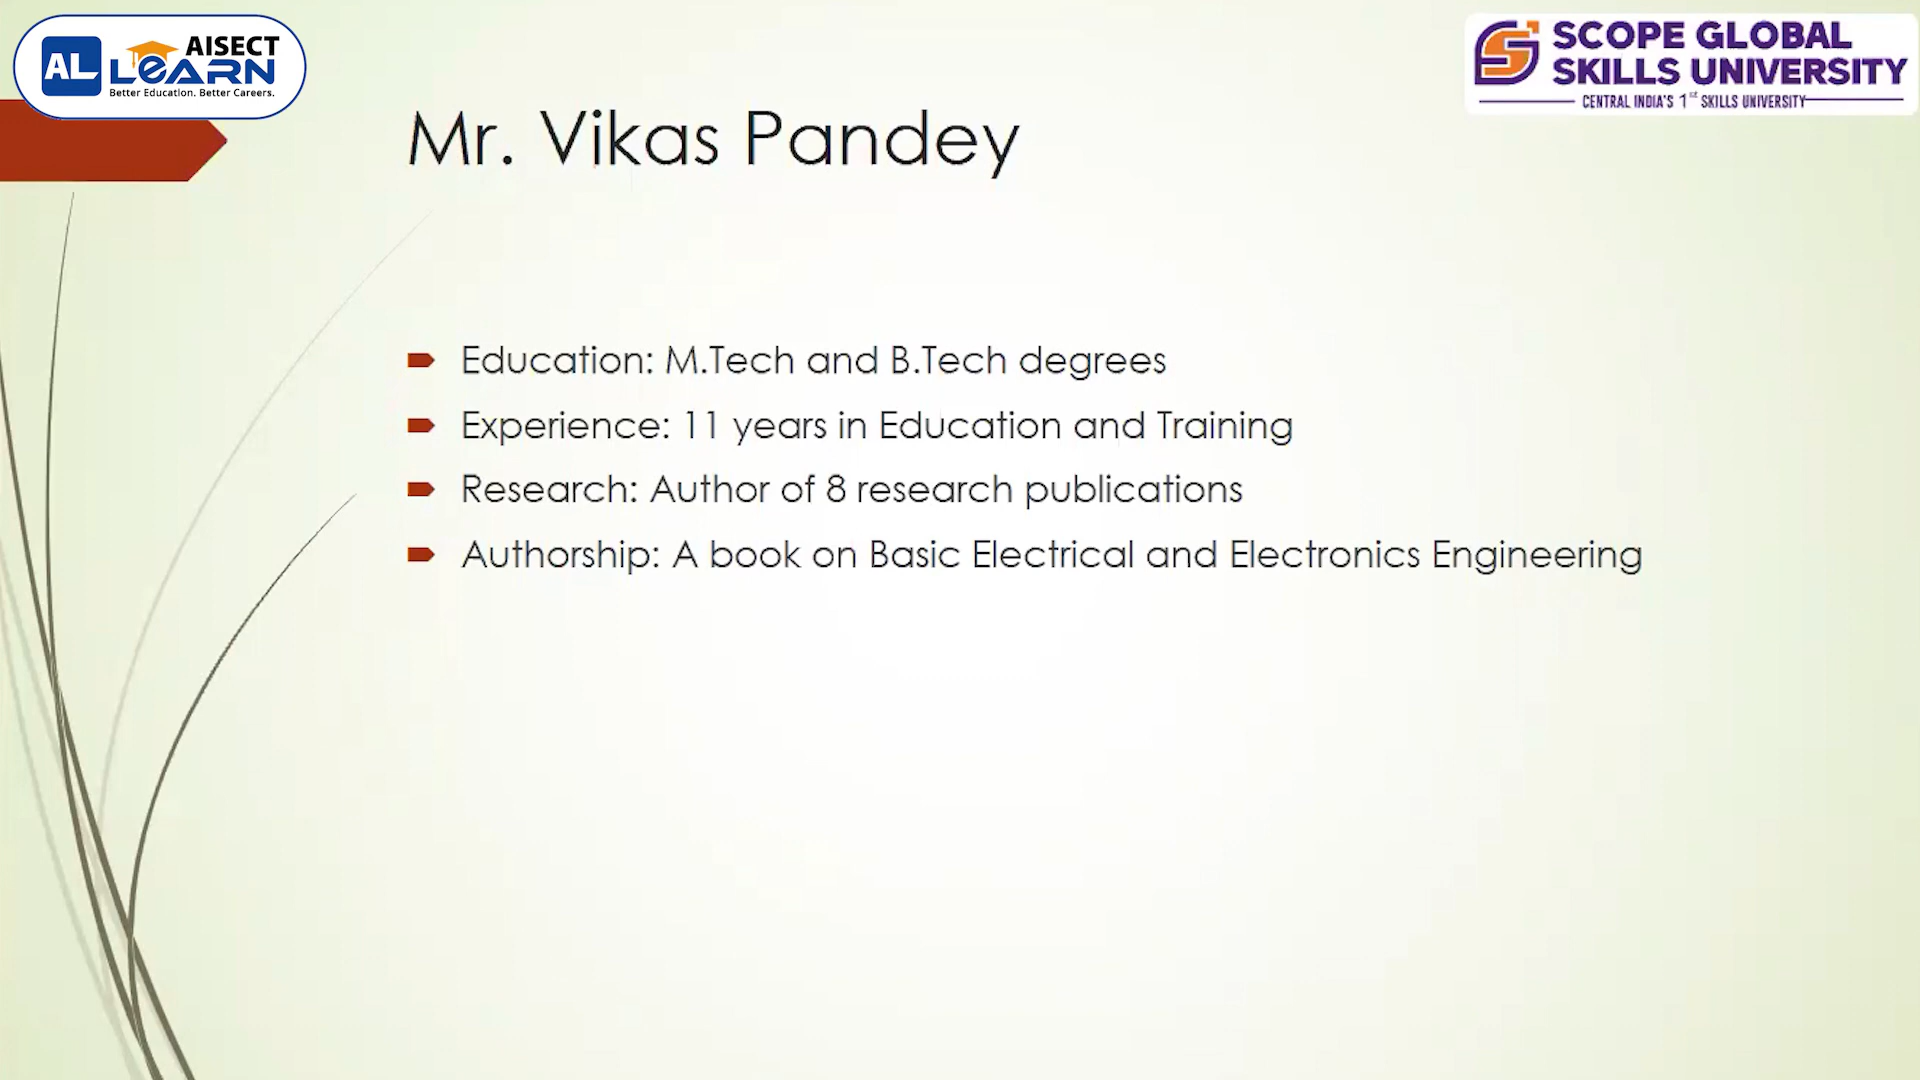 AL AISECT
LEARN
Better Education. Better Careers.
SCOPE GLOBAL
SKILLS UNIVERSITY
CENTRAL INDIA'S 1st SKILLS UNIVERSITY
Mr. Vikas Pandey
Education: M.Tech and B.Tech degrees
Experience: 11 years in Education and Training
Research: Author of 8 research publications
Authorship: A book on Basic Electrical and Electronics Engineering